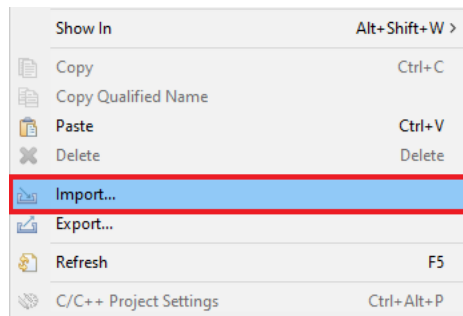 Show In Alt+Shift+W >
Copy Ctrl+C
Copy Qualified Name
Paste Ctrl+V
Delete Delete
Import...
Export...
Refresh F5
C/C++ Project Settings Ctrl+Alt+P